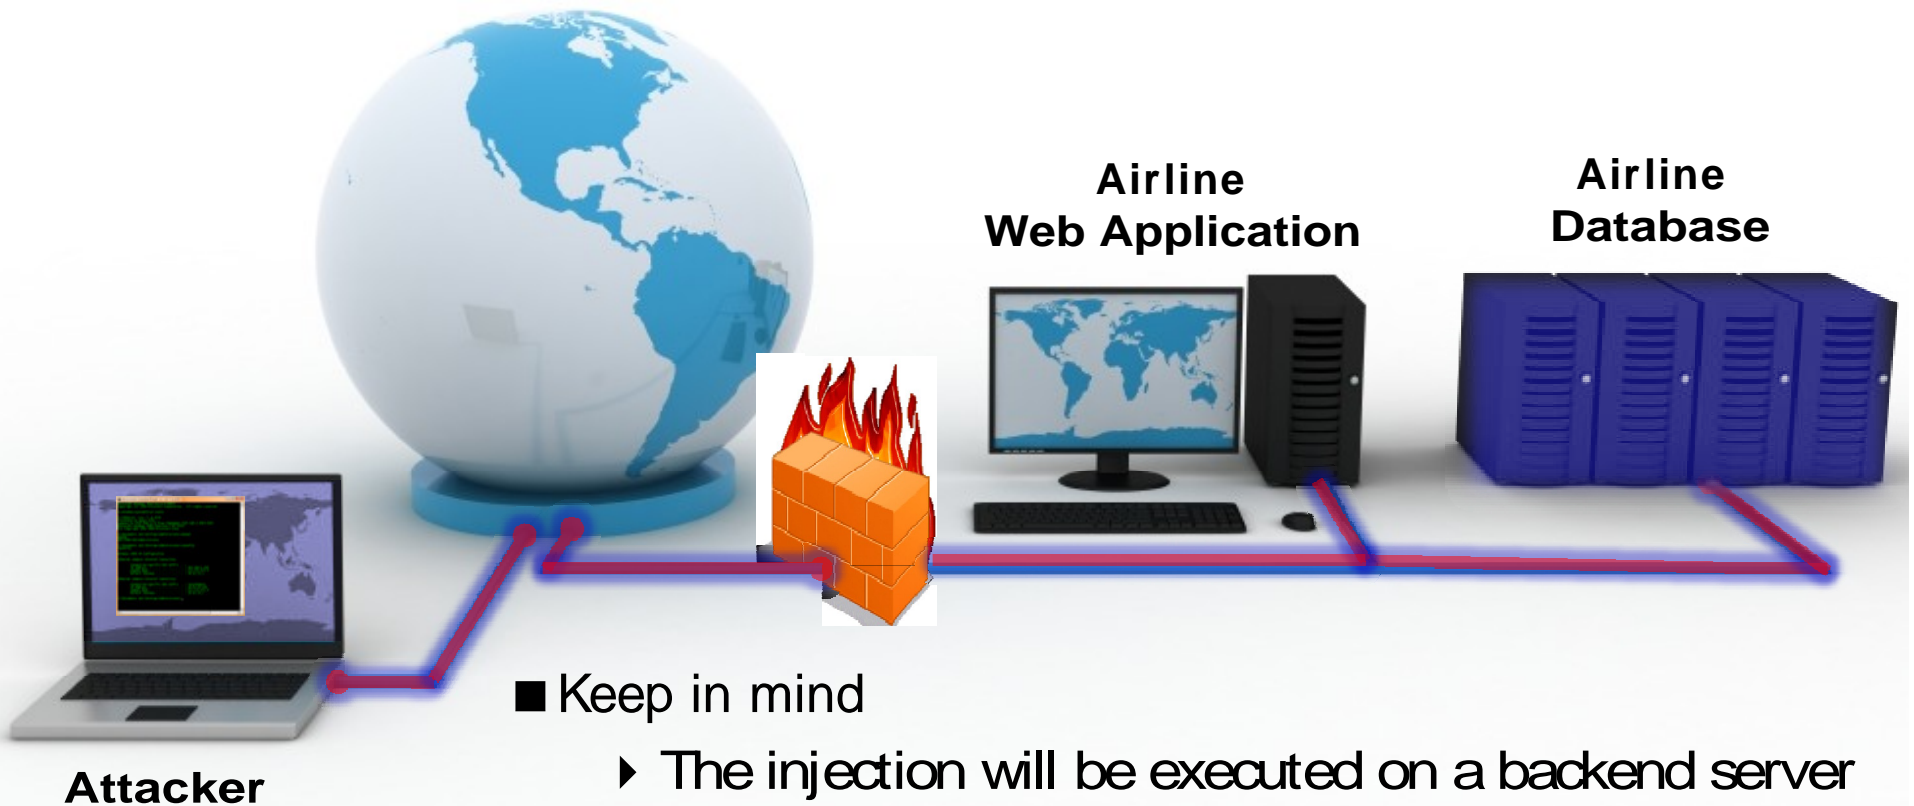 Airline
Web Application
Airline
Database
■ Keep in mind
▶ The injection will be executed on a backend server
Attacker